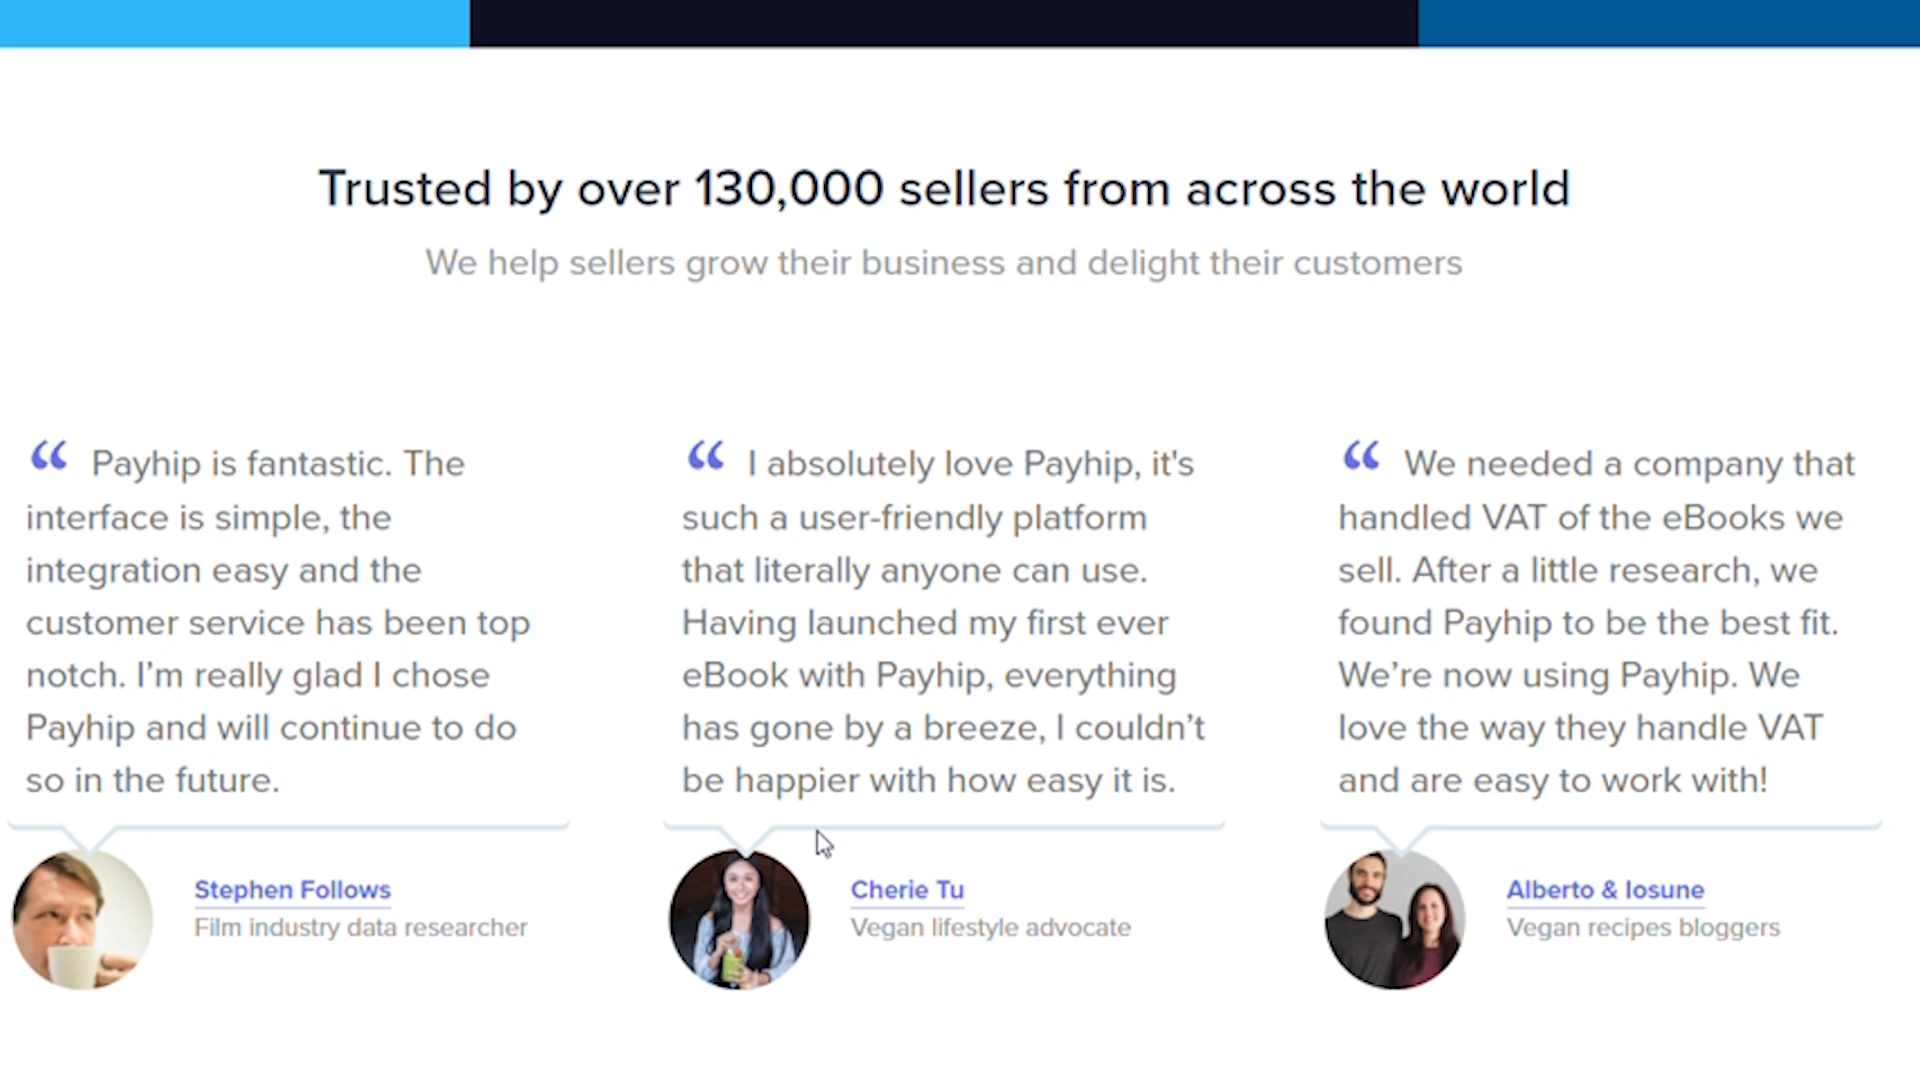 Trusted by over 130,000 sellers from across the world
We help sellers grow their business and delight their customers
“ Payhip is fantastic. The
interface is simple, the
integration easy and the
customer service has been top
notch. I’m really glad I chose
Payhip and will continue to do
so in the future.
Stephen Follows
Film industry data researcher
“ I absolutely love Payhip, it's
such a user-friendly platform
that literally anyone can use.
Having launched my first ever
eBook with Payhip, everything
has gone by a breeze, I couldn’t
be happier with how easy it is.
Cherie Tu
Vegan lifestyle advocate
“ We needed a company that
handled VAT of the eBooks we
sell. After a little research, we
found Payhip to be the best fit.
We’re now using Payhip. We
love the way they handle VAT
and are easy to work with!
Alberto & Iosune
Vegan recipes bloggers